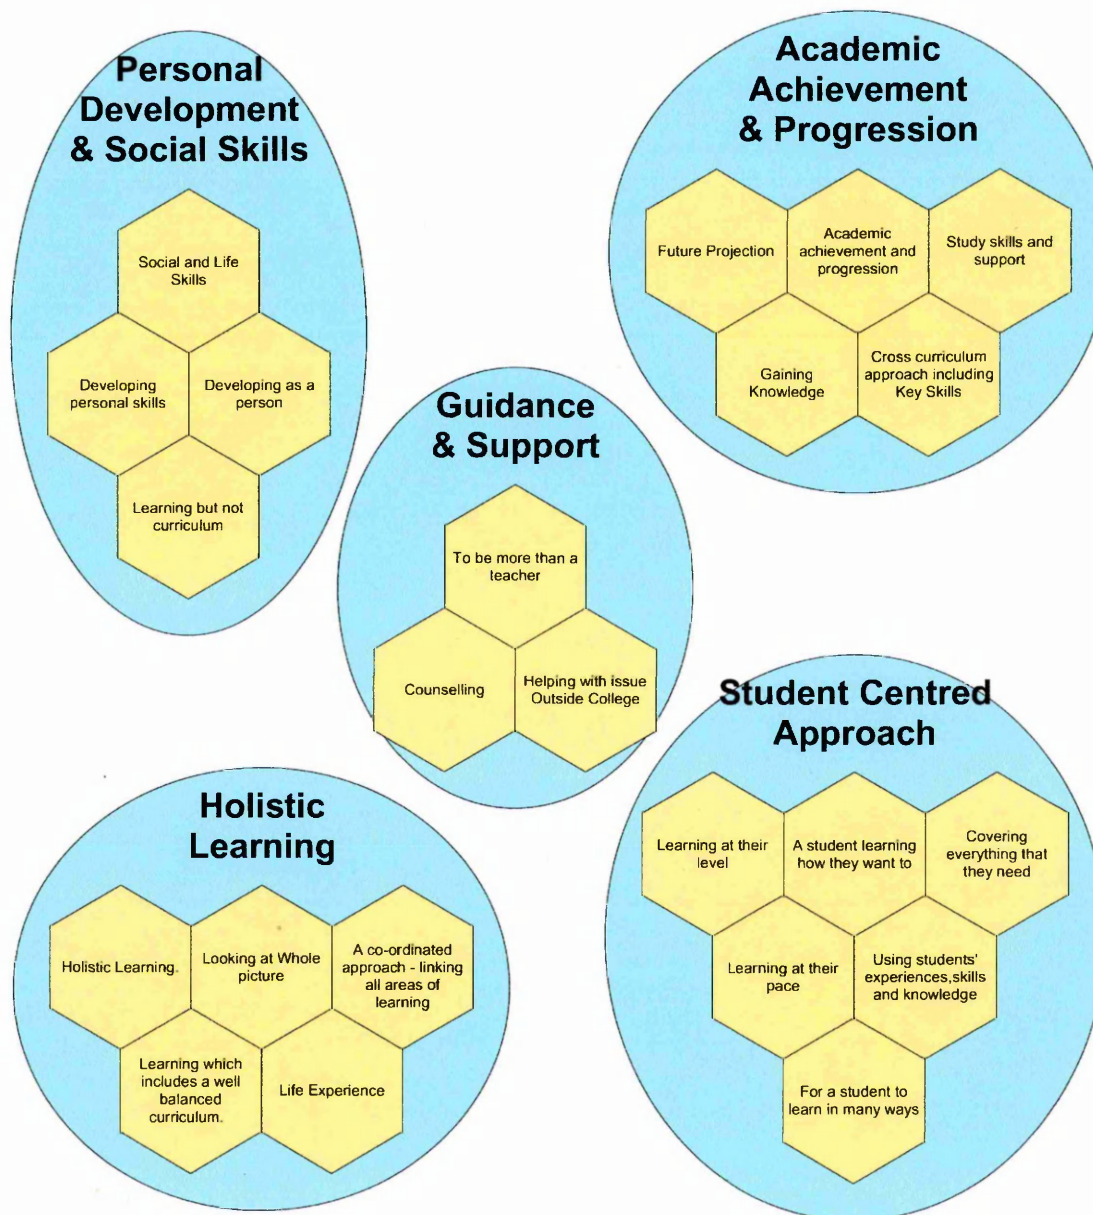 Personal
Development
& Social Skills
Social and Life
Skills
Developing
personal skills
Developing as a
person
Learning but not
curriculum
Academic
Achievement
& Progression
Future Projection
Academic
achievement and
progression
Study skills and
support
Gaining
Knowledge
Cross curriculum
approach including
Key Skills
Guidance
& Support
To be more than a
teacher
Counselling
Helping with issue
Outside College
Holistic
Learning
Holistic Learning.
Looking at Whole
picture
A co-ordinated
approach - linking
all areas of
learning
Learning which
includes a well
balanced
curriculum.
Life Experience
Student Centred
Approach
Learning at their
level
A student learning
how they want to
Covering
everything that
they need
Learning at their
pace
Using students'
experiences,skills
and knowledge
For a student to
learn in many ways